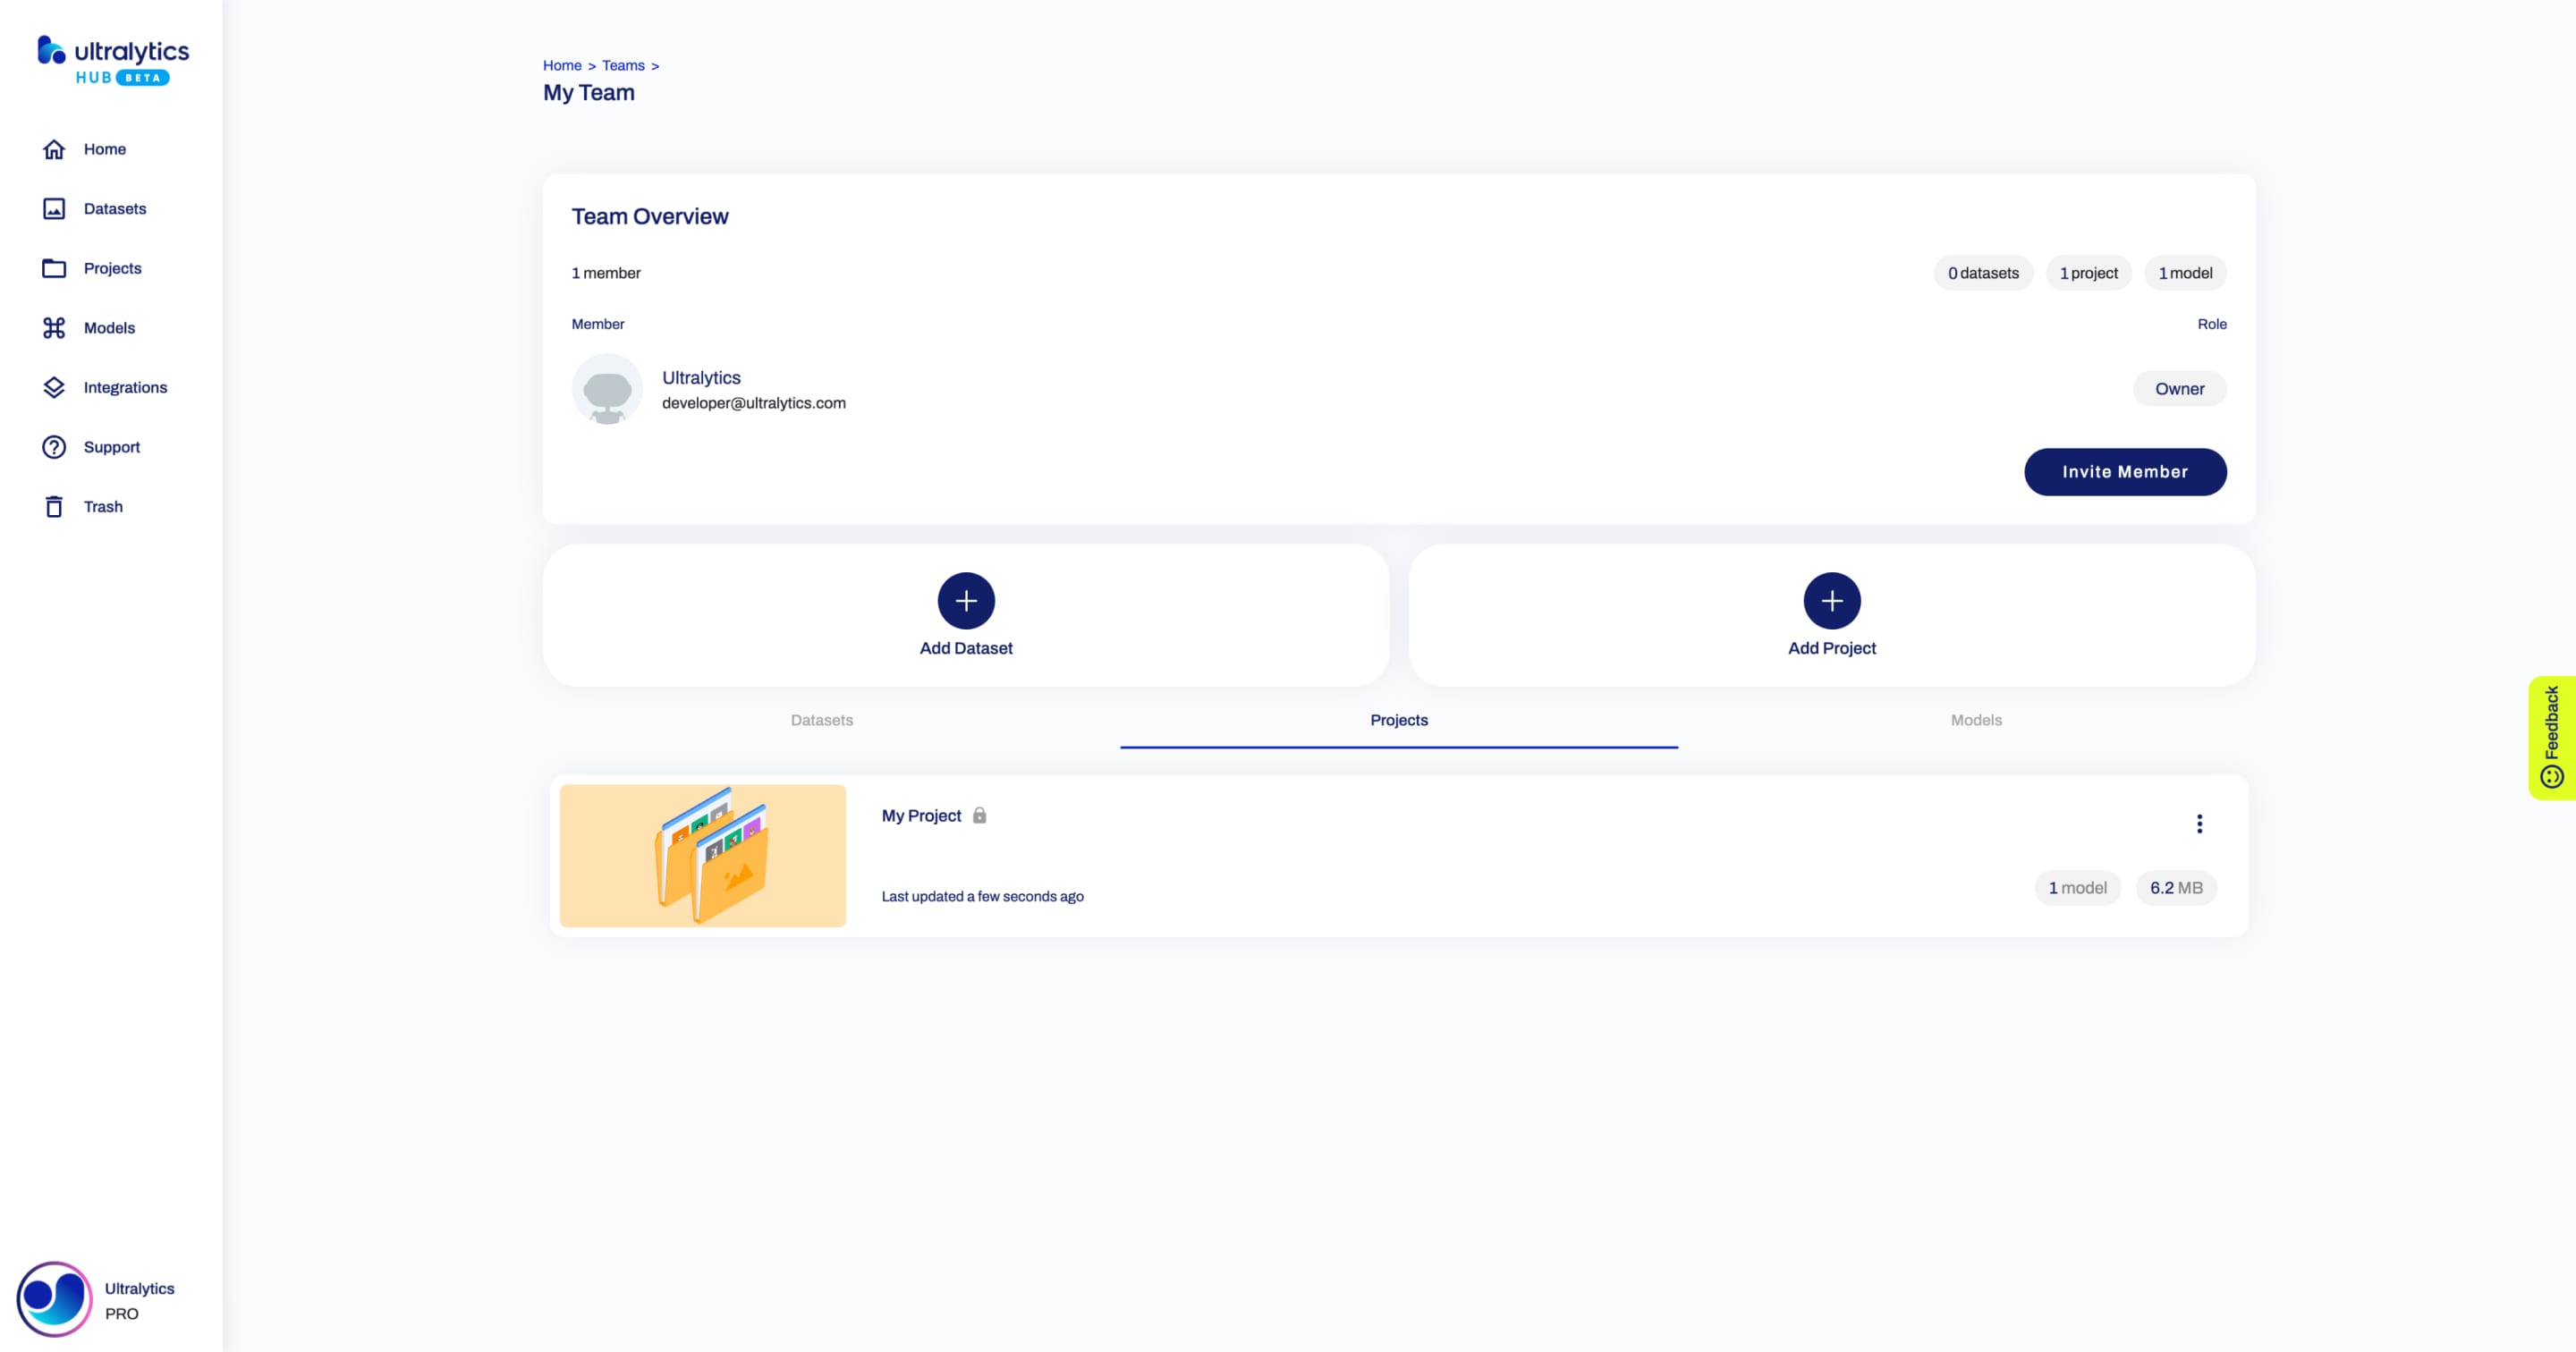 ultralytics
HUB BETA
Home
Datasets
Projects
Models
Integrations
Support
Trash
Ultralytics
PRO
Home > Teams >
My Team
Team Overview
1 member
0 datasets 1 project 1 model
Member Role
Ultralytics
developer@ultralytics.com
Owner
Invite Member
Add Dataset Add Project
Datasets Projects Models
My Project
Last updated a few seconds ago
1 model 6.2 MB
Feedback